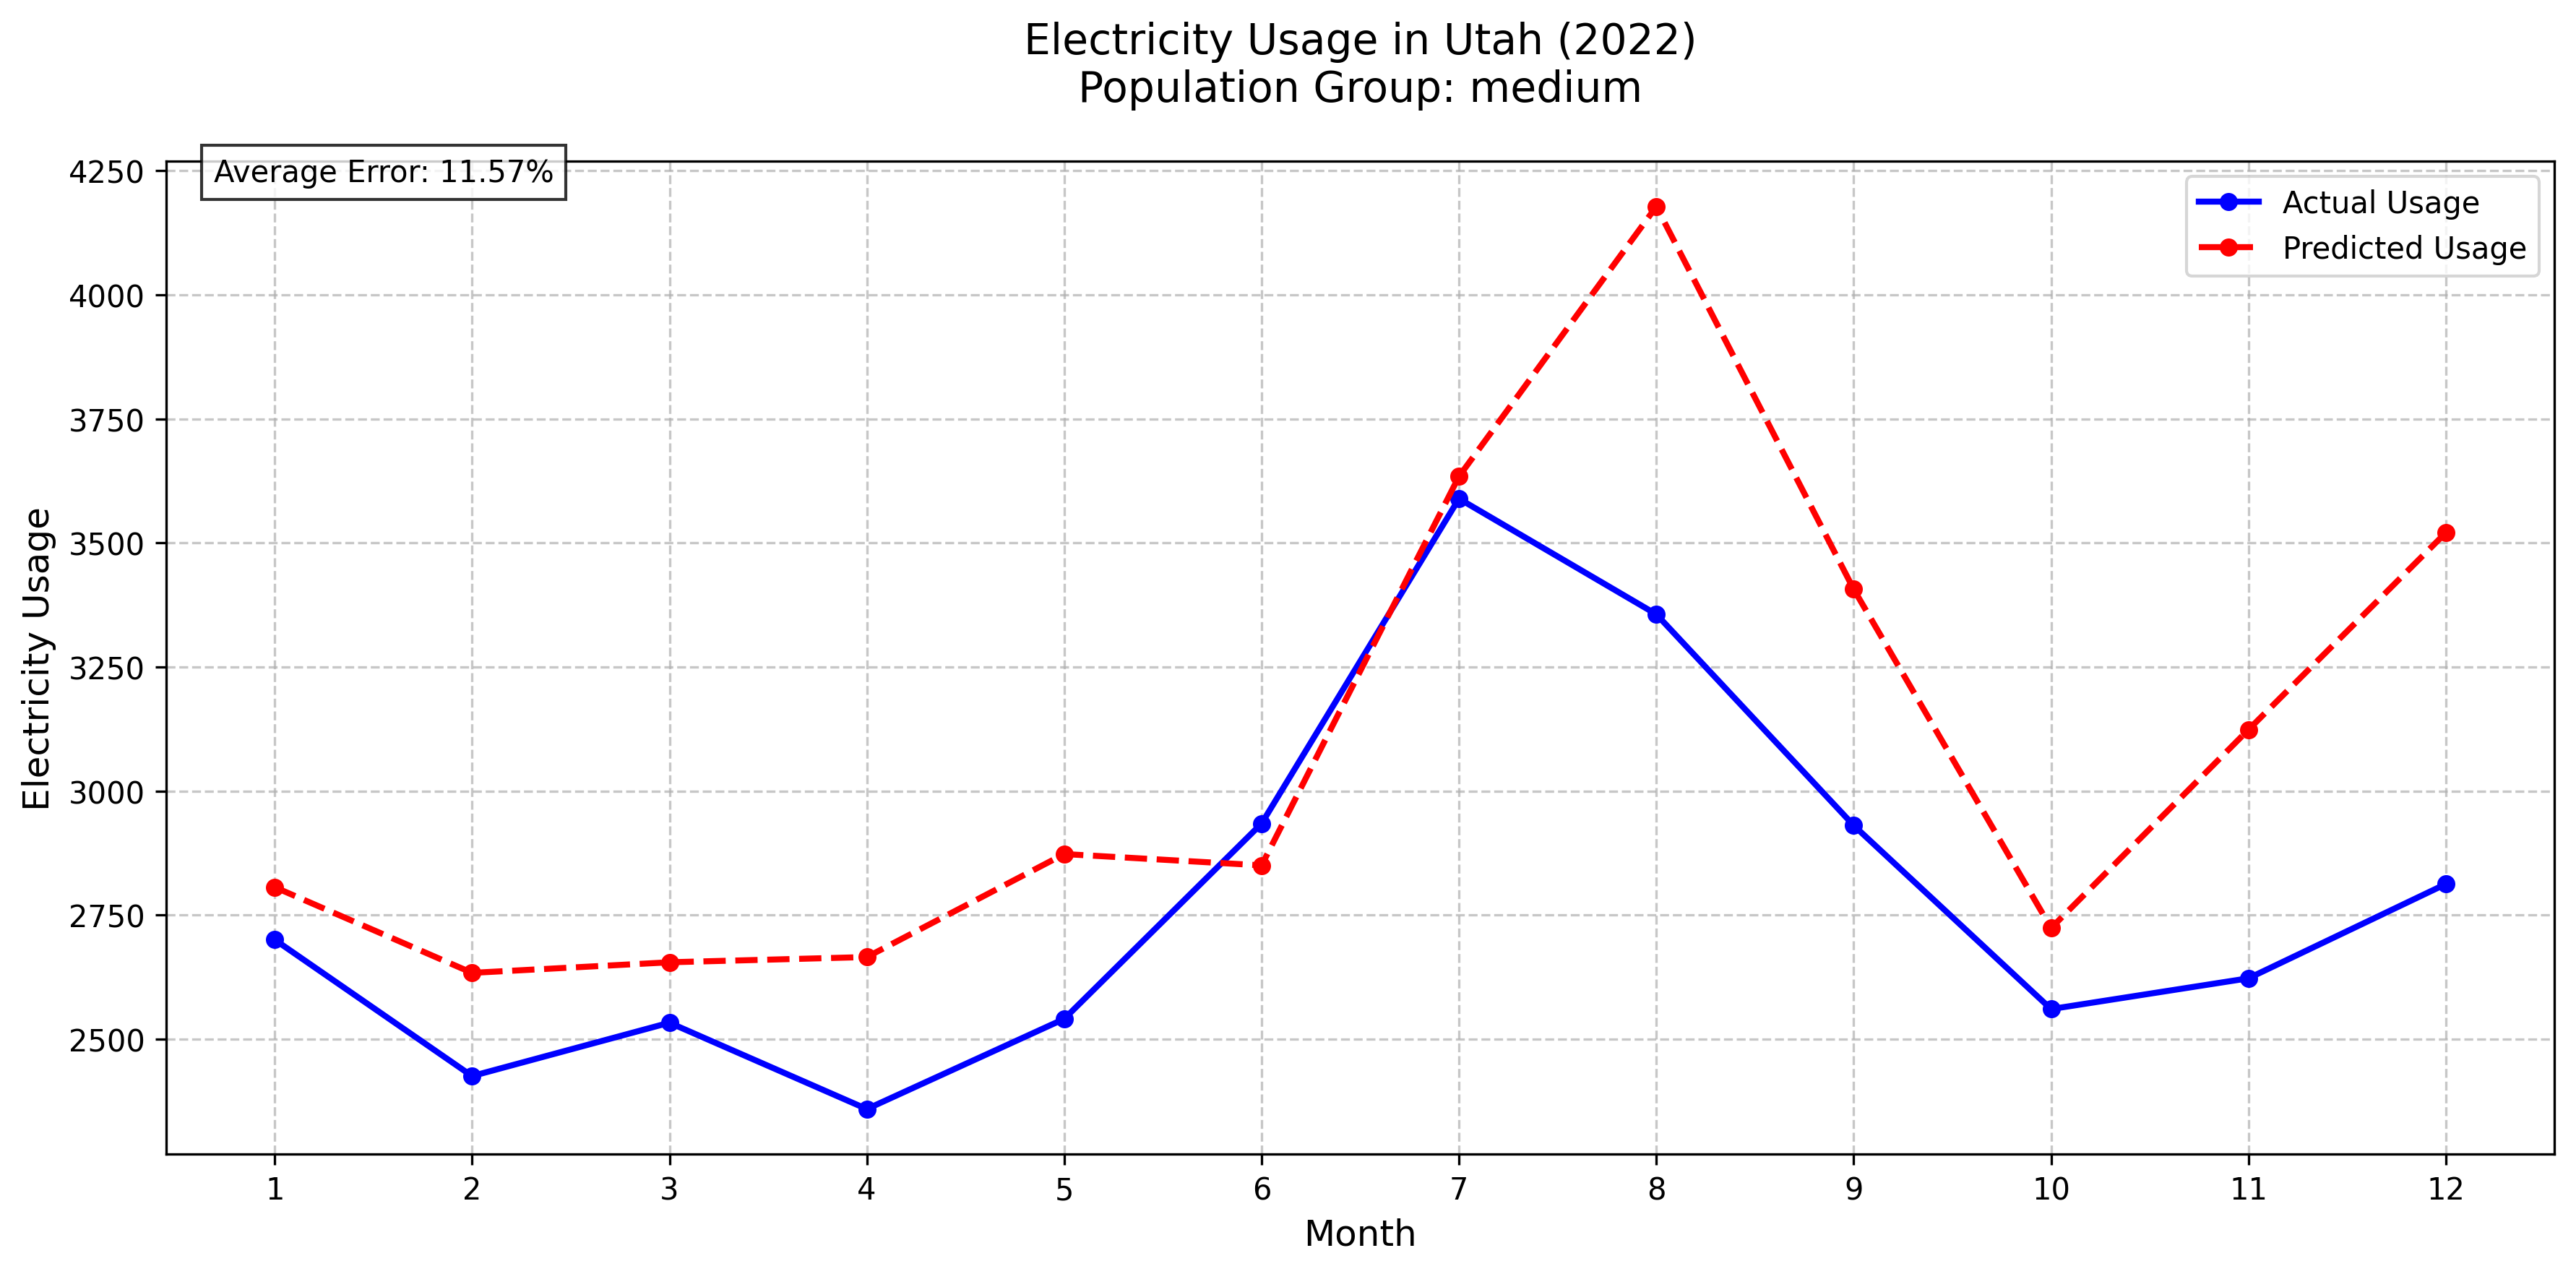 Electricity Usage in Utah (2022)
Population Group: medium
Average Error: 11.57%
Actual Usage
Predicted Usage
Electricity Usage
4250
4000
3750
3500
3250
3000
2750
2500
1 2 3 4 5 6 7 8 9 10 11 12
Month